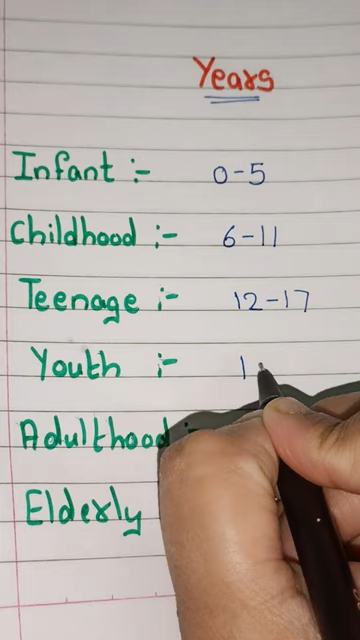 Years
Infant :- 0-5
Childhood :- 6-11
Teenage :- 12-17
Youth :- 1
Adulthood
Elderly